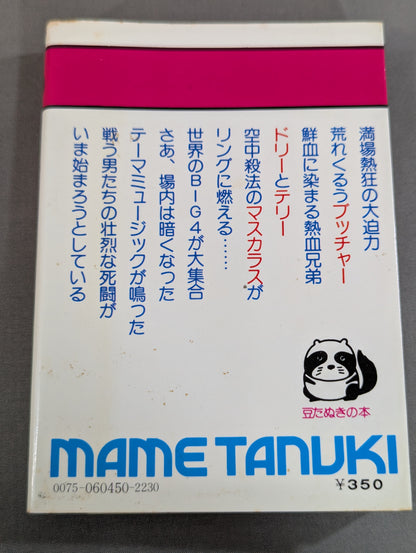 満場熱狂の大迫力
荒れくるうブッチャー
鮮血に染まる熱血兄弟
ドリーとテリー
空中殺法のマスカラスが
リングに燃える……
世界のBIG4が大集合
さあ、場内は暗くなった
テーマミュージックが鳴った
戦う男たちの壮烈な死闘が
いま始まろうとしている
豆たぬきの本
MAME TANUKI
0075-060450-2230
¥350